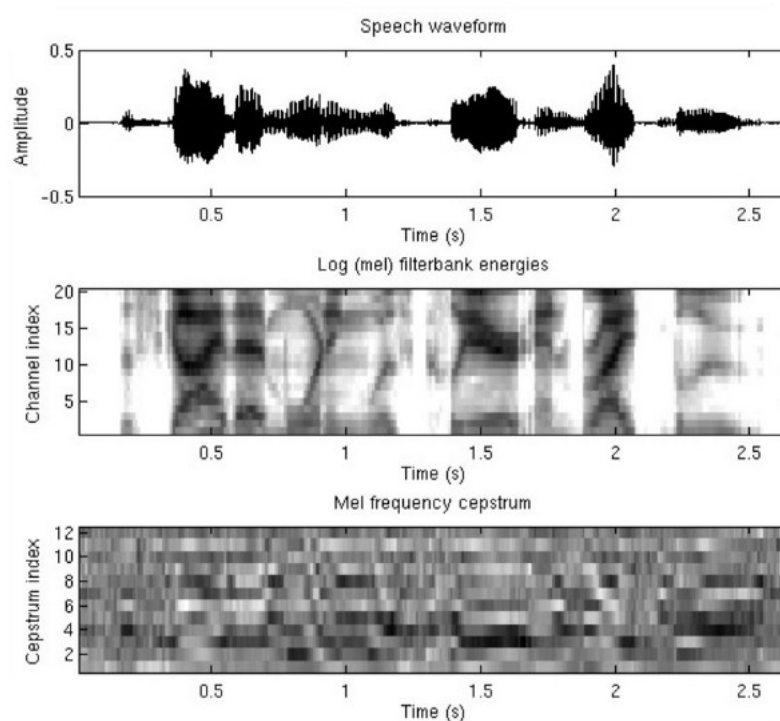 Speech waveform
0.5
0
-0.5
Amplitude
0.5 1 1.5 2 2.5
Time (s)
Log (mel) filterbank energies
20
15
10
5
Channel index
0.5 1 1.5 2 2.5
Time (s)
Mel frequency cepstrum
12
10
8
6
4
2
Cepstrum index
0.5 1 1.5 2 2.5
Time (s)